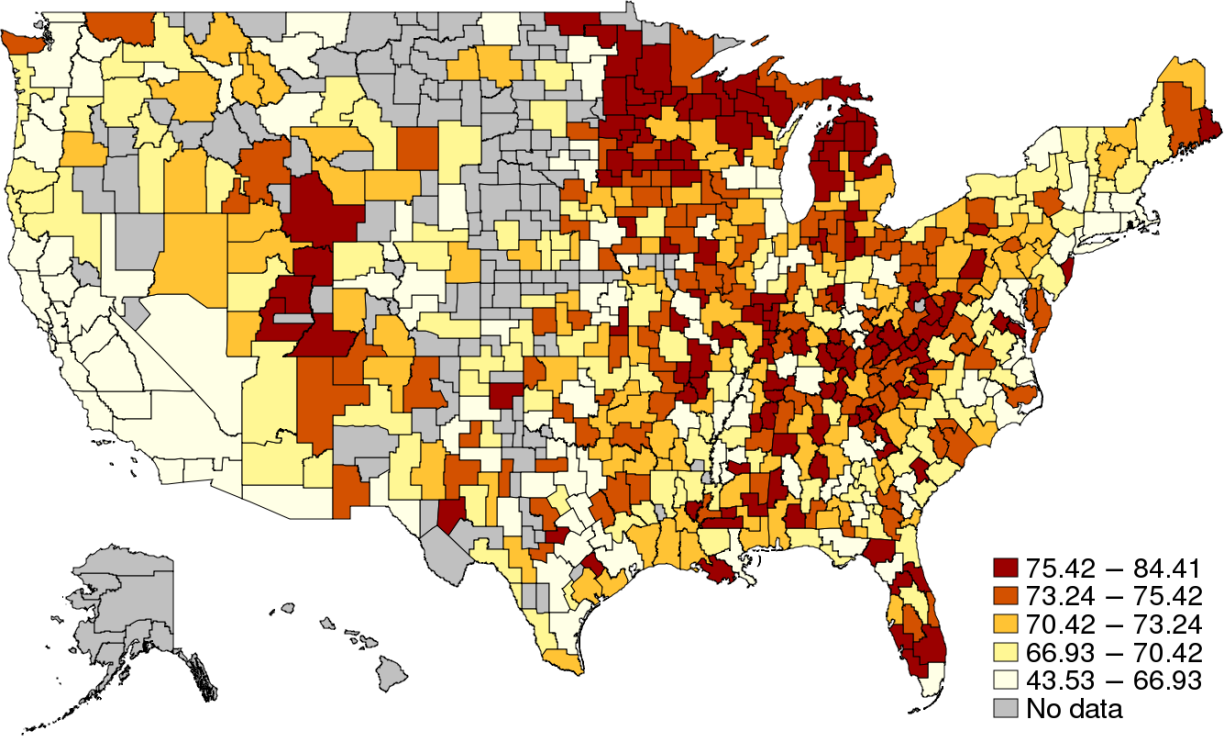 75.42 – 84.41
73.24 – 75.42
70.42 – 73.24
66.93 – 70.42
43.53 – 66.93
No data